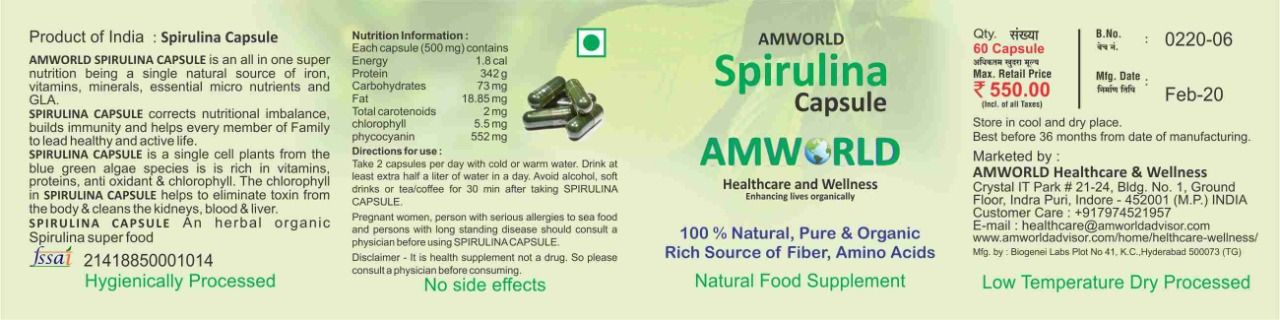 Product of India : Spirulina Capsule
AMWORLD SPIRULINA CAPSULE is an all in one super
nutrition being a single natural source of iron,
vitamins, minerals, essential micro nutrients and
GLA.
SPIRULINA CAPSULE corrects nutritional imbalance,
builds immunity and helps every member of Family
to lead healthy and active life.
SPIRULINA CAPSULE is a single cell plants from the
blue green algae species is is rich in vitamins,
proteins, anti oxidant & chlorophyll. The chlorophyll
in SPIRULINA CAPSULE helps to eliminate toxin from
the body & cleans the kidneys, blood & liver.
SPIRULINA CAPSULE An herbal organic
Spirulina super food
fssai 21418850001014
Hygienically Processed
Nutrition Information :
Each capsule (500 mg) contains
Energy 1.8 cal
Protein 342 g
Carbohydrates 73 mg
Fat 18.85 mg
Total carotenoids 2 mg
chlorophyll 5.5 mg
phycocyanin 552 mg
Directions for use :
Take 2 capsules per day with cold or warm water. Drink at
least extra half a liter of water in a day. Avoid alcohol, soft
drinks or tea/coffee for 30 min after taking SPIRULINA
CAPSULE.
Pregnant women, person with serious allergies to sea food
and persons with long standing disease should consult a
physician before using SPIRULINA CAPSULE.
Disclaimer - It is health supplement not a drug. So please
consult a physician before consuming.
No side effects
AMWORLD
Spirulina
Capsule
AMWORLD
Healthcare and Wellness
Enhancing lives organically
100 % Natural, Pure & Organic
Rich Source of Fiber, Amino Acids
Natural Food Supplement
Qty. संख्या
60 Capsule
अधिकतम खुदरा मूल्य
Max. Retail Price
₹ 550.00
(Incl. of all Taxes)
B.No. : 0220-06
बेच नं.
Mfg. Date :
निर्माण तिथि Feb-20
Store in cool and dry place.
Best before 36 months from date of manufacturing.
Marketed by :
AMWORLD Healthcare & Wellness
Crystal IT Park # 21-24, Bldg. No. 1, Ground
Floor, Indra Puri, Indore - 452001 (M.P.) INDIA
Customer Care : +917974521957
E-mail : healthcare@amworldadvisor.com
www.amworldadvisor.com/home/helthcare-wellness/
Mfg. by : Biogenei Labs Plot No 41, K.C.,Hyderabad 500073 (TG)
Low Temperature Dry Processed